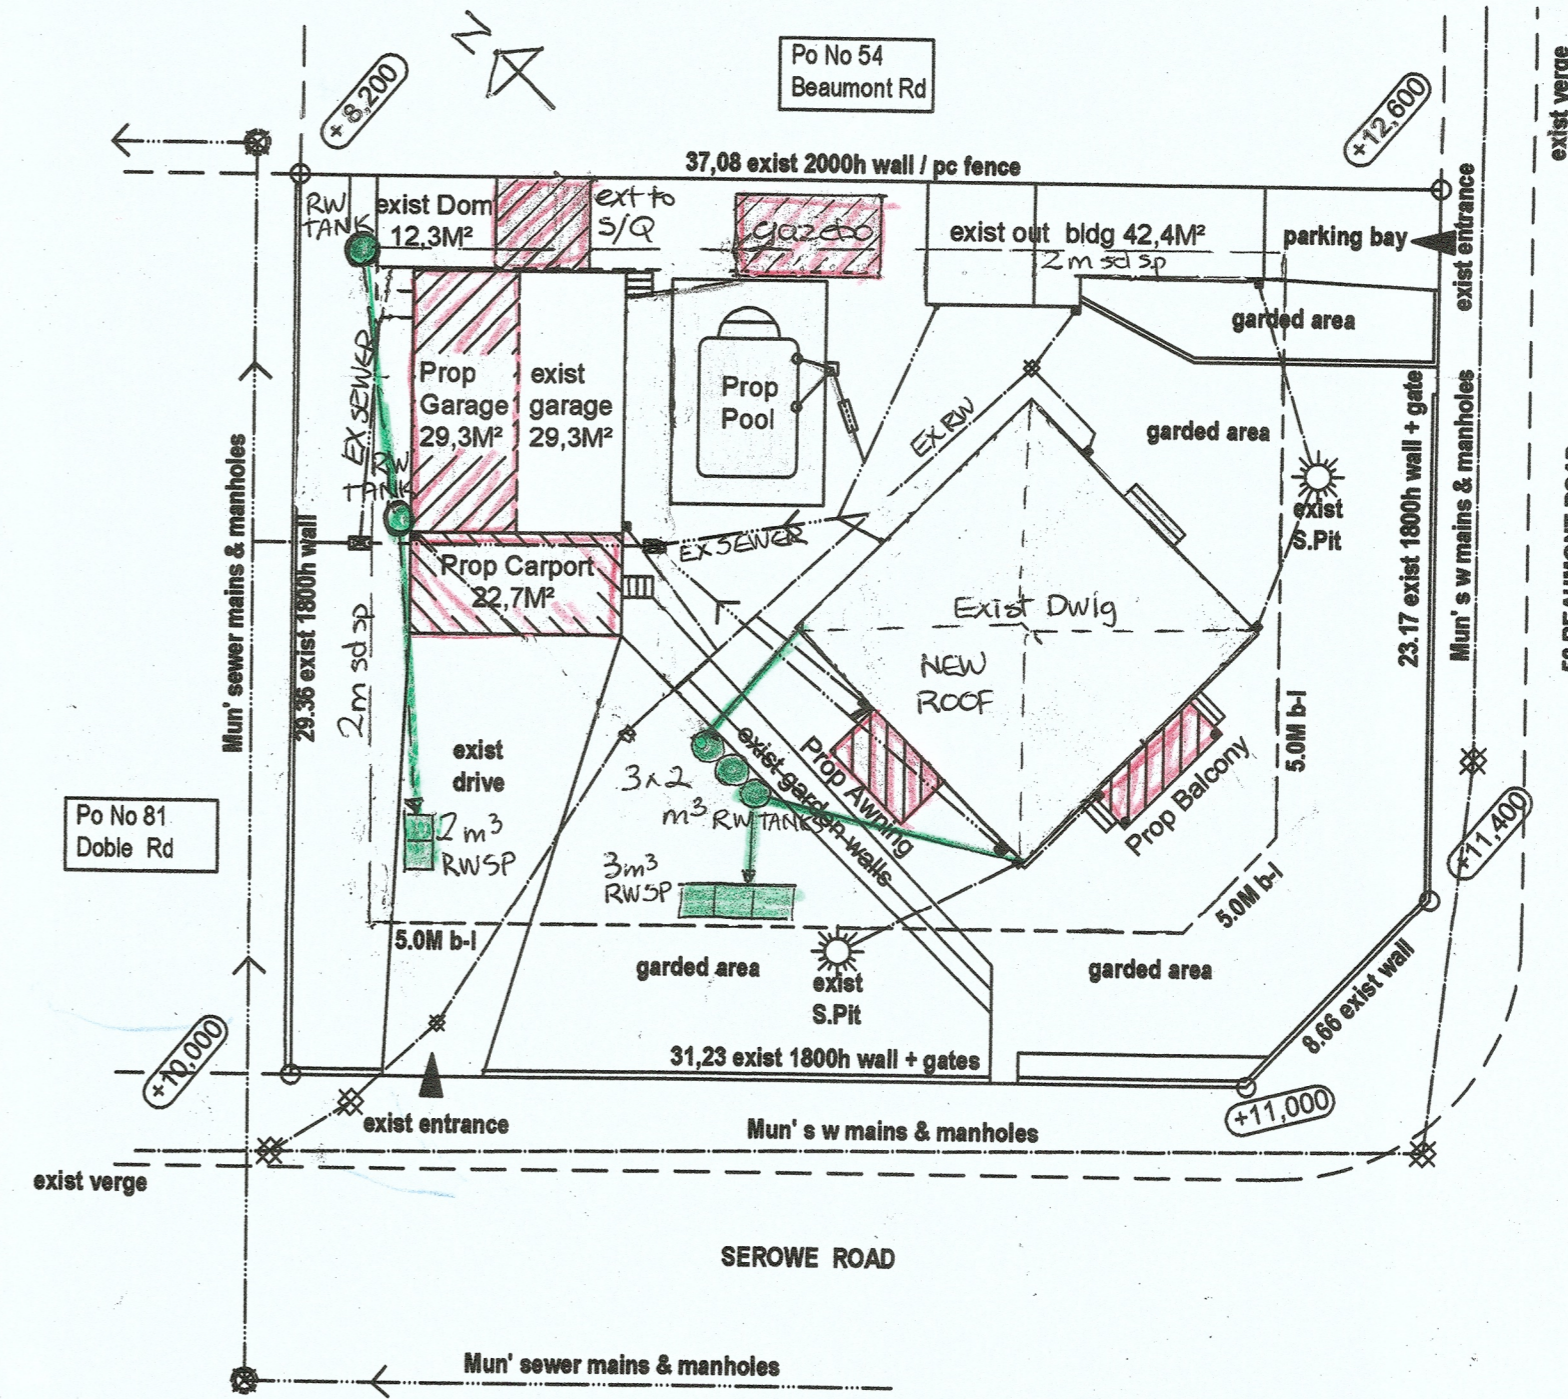 N
Po No 54
Beaumont Rd
+ 8,200
+12,600
37,08 exist 2000h wall / pc fence
exist verge
exist entrance
RW
TANK
exist Dom
12,3M²
ext to
S/Q
gazebo
exist out bldg 42,4M²
2 m sd sp
parking bay
garded area
Prop
Garage
29,3M²
exist
garage
29,3M²
Prop
Pool
EX RW
garded area
EX SEWER
RW
TANK
Mun' sewer mains & manholes
29.36 exist 1800h wall
2m sd sp
23.17 exist 1800h wall + gate
Mun' s w mains & manholes
exist
S.Pit
EX SEWER
Prop Carport
22,7M²
Exist Dwlg
NEW
ROOF
5.0M b-l
exist
drive
3 x 2
m³ RW TANKS
exist garden walls
Prop Awning
Prop Balcony
Po No 81
Doble Rd
2 m³
RWSP
3m³
RWSP
+11,400
5.0M b-l
5.0M b-l
garded area
exist
S.Pit
garded area
8.66 exist wall
+10,000
31,23 exist 1800h wall + gates
+11,000
exist entrance
Mun' s w mains & manholes
exist verge
SEROWE ROAD
Mun' sewer mains & manholes